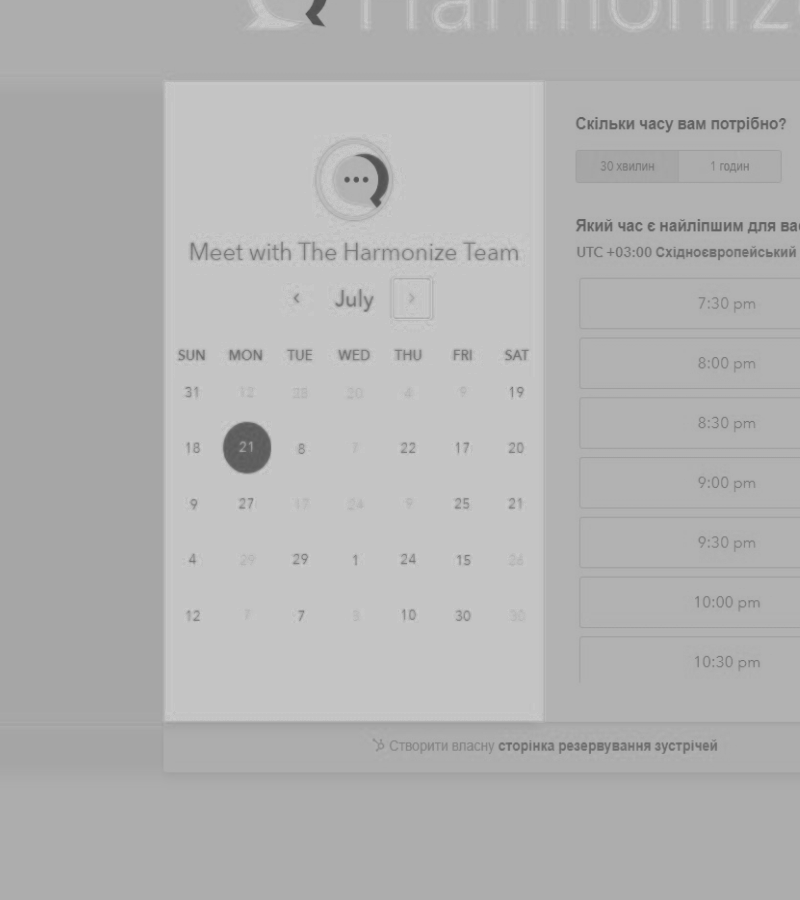 Harmonize
Meet with The Harmonize Team
‹ July ›
SUN MON TUE WED THU FRI SAT
31 12 28 20 4 9 19
18 21 8 7 22 17 20
9 27 17 24 9 25 21
4 29 29 1 24 15 26
12 7 7 8 10 30 30
Скільки часу вам потрібно?
30 хвилин 1 годин
Який час є найліпшим для вас
UTC +03:00 Східноєвропейський
7:30 pm
8:00 pm
8:30 pm
9:00 pm
9:30 pm
10:00 pm
10:30 pm
Створити власну сторінка резервування зустрічей